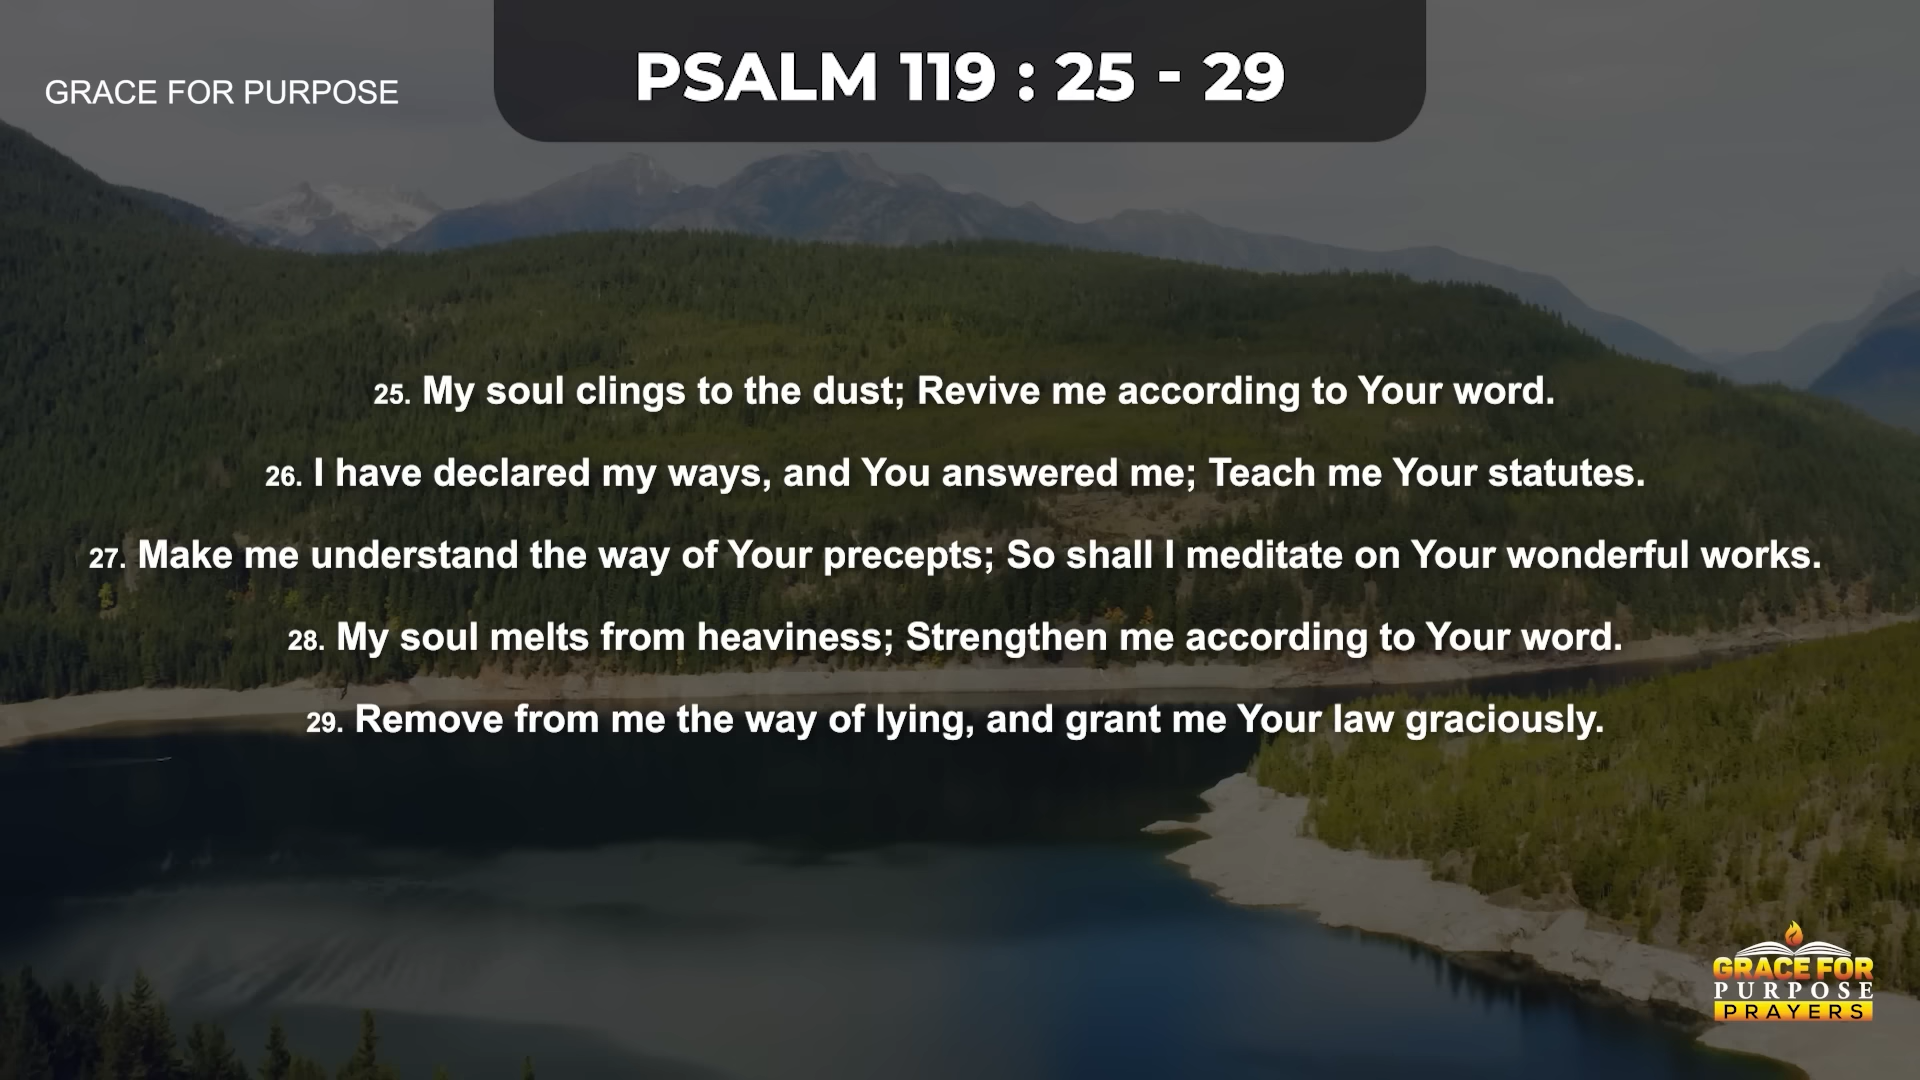 GRACE FOR PURPOSE
PSALM 119 : 25 - 29
25. My soul clings to the dust; Revive me according to Your word.
26. I have declared my ways, and You answered me; Teach me Your statutes.
27. Make me understand the way of Your precepts; So shall I meditate on Your wonderful works.
28. My soul melts from heaviness; Strengthen me according to Your word.
29. Remove from me the way of lying, and grant me Your law graciously.
GRACE FOR
PURPOSE
PRAYERS